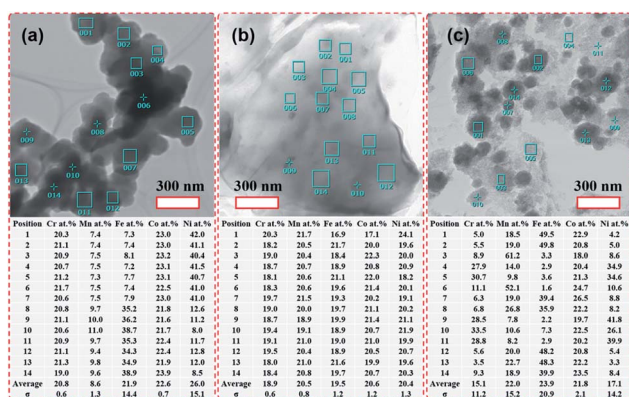 (a)
001
002
003
004
005
006
007
008
009
010
011
012
013
014
300 nm
Position Cr at.% Mn at.% Fe at.% Co at.% Ni at.%
1 20.3 7.4 7.3 23.0 42.0
2 21.1 7.4 7.4 23.0 41.1
3 20.9 7.5 8.1 23.2 40.4
4 20.7 7.5 7.2 23.1 41.5
5 21.2 7.3 7.7 23.1 40.7
6 21.7 7.5 7.4 22.5 41.0
7 20.6 7.5 7.9 23.0 41.0
8 20.8 9.7 35.2 21.8 12.6
9 21.1 10.0 36.2 21.6 11.2
10 20.6 11.0 38.7 21.7 8.0
11 20.9 9.7 35.3 22.4 11.7
12 21.1 9.4 34.3 22.4 12.8
13 21.3 9.8 34.9 21.9 12.0
14 19.0 9.6 38.9 23.9 8.5
Average 20.8 8.6 21.9 22.6 26.0
σ 0.6 1.3 14.4 0.7 15.1
(b)
002
001
003
004
005
006
007
008
011
013
009
014
010
012
300 nm
Position Cr at.% Mn at.% Fe at.% Co at.% Ni at.%
1 20.3 21.7 16.9 17.1 24.1
2 18.2 20.5 21.7 20.0 19.6
3 19.0 20.4 18.4 22.3 20.0
4 18.7 20.7 18.9 20.8 20.9
5 18.1 20.6 21.1 22.0 18.2
6 18.3 20.6 19.6 21.4 20.1
7 19.7 21.5 19.3 20.2 19.1
8 19.0 20.0 19.7 21.1 20.2
9 18.7 18.9 19.9 21.4 21.1
10 19.4 19.1 18.9 20.7 21.9
11 19.1 21.0 19.0 21.0 19.9
12 19.5 20.4 18.9 20.5 20.7
13 18.0 21.0 21.6 19.9 19.6
14 18.4 20.8 19.7 20.7 20.3
Average 18.9 20.5 19.5 20.6 20.4
σ 0.6 0.8 1.2 1.2 1.3
(c)
004
011
300 nm
Position Cr at.% Mn at.% Fe at.% Co at.% Ni at.%
1 5.0 18.5 49.5 22.9 4.2
2 5.5 19.0 49.8 20.8 5.0
3 8.9 61.2 3.3 18.0 8.6
4 27.9 14.0 2.9 20.4 34.9
5 30.7 9.8 3.6 21.3 34.6
6 11.1 52.1 1.6 24.7 10.6
7 6.3 19.0 39.4 26.5 8.8
8 6.8 26.8 35.9 22.2 8.2
9 28.5 7.8 2.2 19.7 41.8
10 33.5 10.6 7.3 22.5 26.1
11 28.8 8.2 2.9 20.2 39.9
12 5.6 20.0 48.2 20.8 5.4
13 3.5 22.7 48.3 22.2 3.3
14 9.3 18.9 39.9 23.5 8.4
Average 15.1 22.0 23.9 21.8 17.1
σ 11.2 15.2 20.9 2.1 14.2